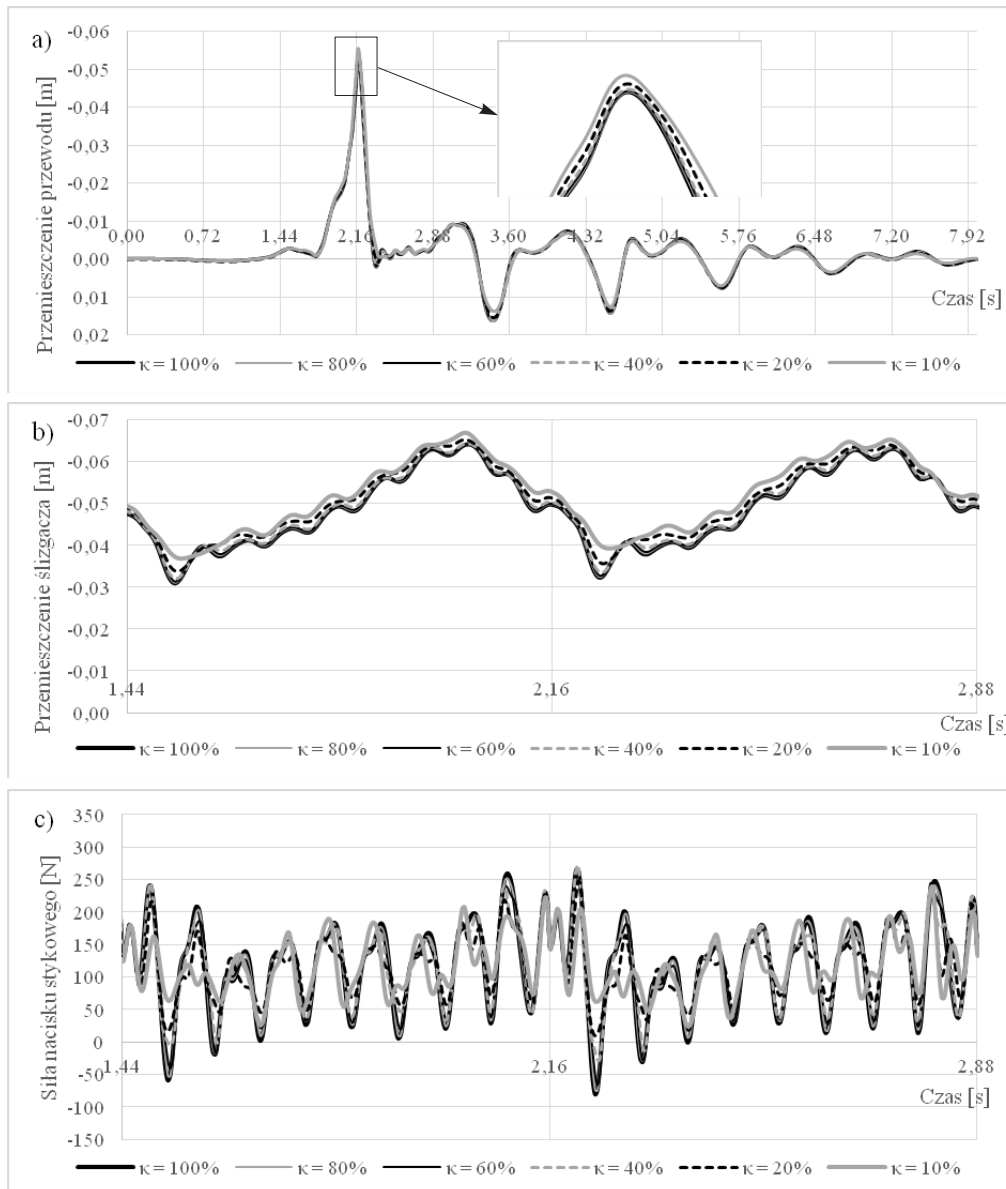 a)
Przemieszczenie przewodu [m]
-0,06
-0,05
-0,04
-0,03
-0,02
-0,01
0,00
0,01
0,02
0,00 0,72 1,44 2,16 2,88 3,60 4,32 5,04 5,76 6,48 7,20 7,92
Czas [s]
κ = 100% κ = 80% κ = 60% κ = 40% κ = 20% κ = 10%
b)
Przemieszczenie ślizgacza [m]
-0,07
-0,06
-0,05
-0,04
-0,03
-0,02
-0,01
0,00
1,44 2,16 2,88
Czas [s]
κ = 100% κ = 80% κ = 60% κ = 40% κ = 20% κ = 10%
c)
Siła nacisku stykowego [N]
350
300
250
200
150
100
50
0
-50
-100
-150
1,44 2,16 2,88
Czas [s]
κ = 100% κ = 80% κ = 60% κ = 40% κ = 20% κ = 10%